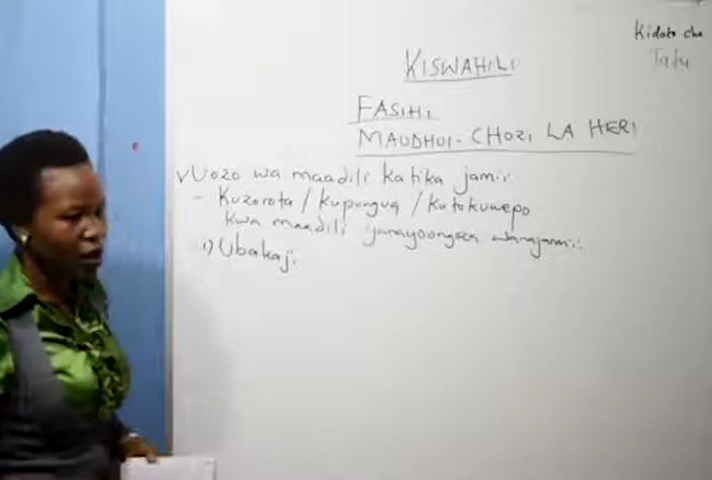 Kidato cha
Tatu
KISWAHILI
FASIHI
MAUDHUI - CHOZI LA HERI
√ Uozo wa maadili katika jamii
- Kuzorota / kupungua / kutokuwepo
kwa maadili yanayoongoza wanajamii.
i) Ubakaji